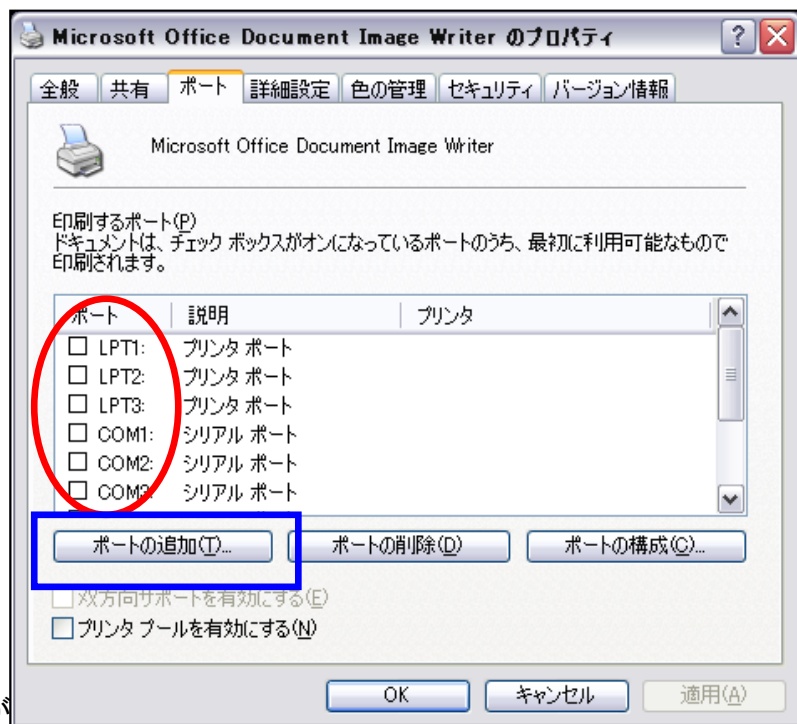 Microsoft Office Document Image Writer のプロパティ
全般 共有 ポート 詳細設定 色の管理 セキュリティ バージョン情報
Microsoft Office Document Image Writer
印刷するポート(P)
ドキュメントは、チェック ボックスがオンになっているポートのうち、最初に利用可能なもので
印刷されます。
ポート 説明 プリンタ
LPT1: プリンタ ポート
LPT2: プリンタ ポート
LPT3: プリンタ ポート
COM1: シリアル ポート
COM2: シリアル ポート
COM3: シリアル ポート
ポートの追加(T)... ポートの削除(D) ポートの構成(C)...
双方向サポートを有効にする(E)
プリンタ プールを有効にする(N)
OK キャンセル 適用(A)